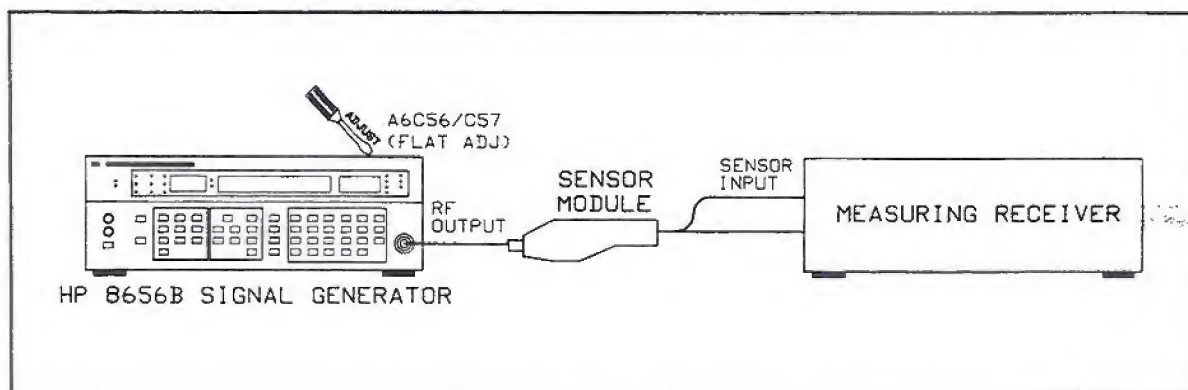 ADJUST
A6C56/C57
(FLAT ADJ)
RF
OUTPUT
SENSOR
MODULE
SENSOR
INPUT
MEASURING RECEIVER
HP 8656B SIGNAL GENERATOR